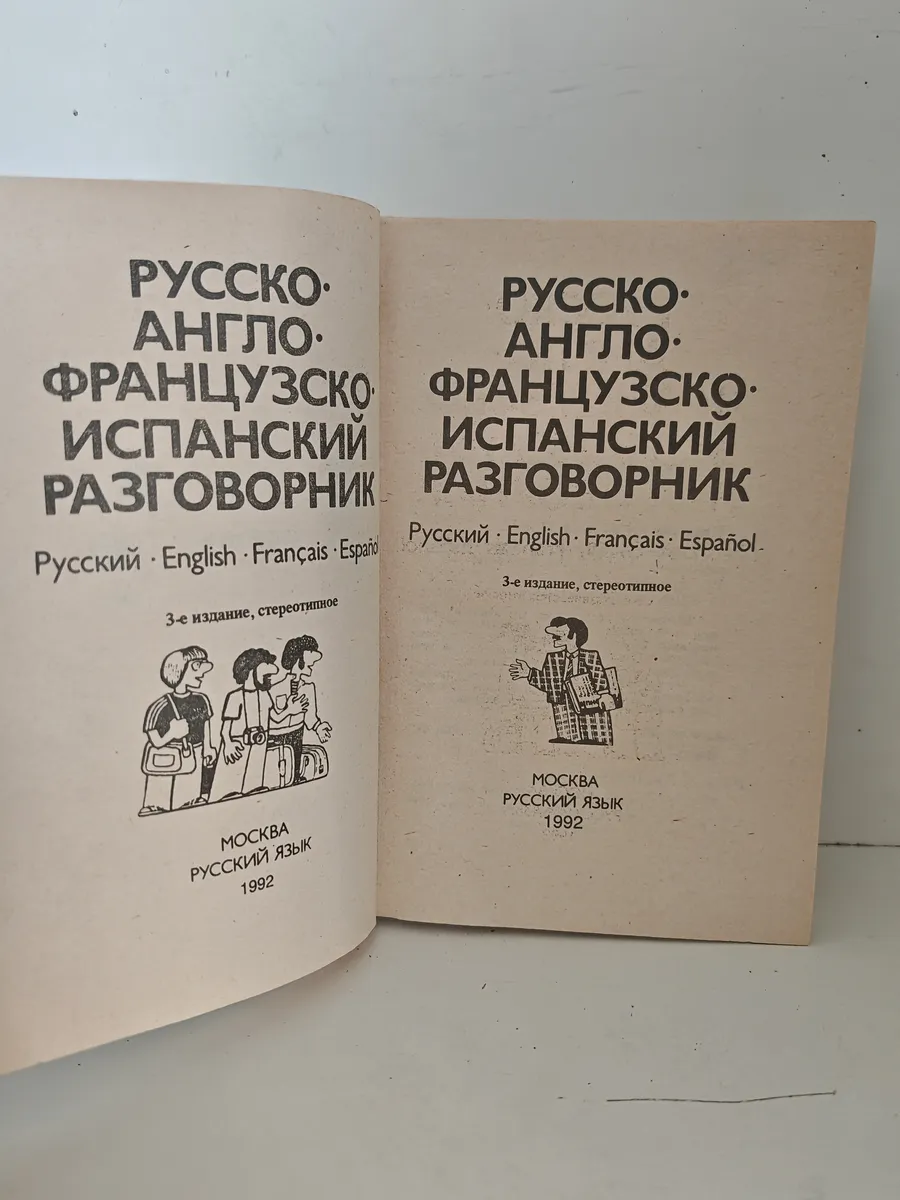 РУССКО·
АНГЛО·
ФРАНЦУЗСКО·
ИСПАНСКИЙ
РАЗГОВОРНИК
Русский · English · Français · Español
3-е издание, стереотипное
МОСКВА
РУССКИЙ ЯЗЫК
1992
РУССКО·
АНГЛО·
ФРАНЦУЗСКО·
ИСПАНСКИЙ
РАЗГОВОРНИК
Русский · English · Français · Español
3-е издание, стереотипное
МОСКВА
РУССКИЙ ЯЗЫК
1992